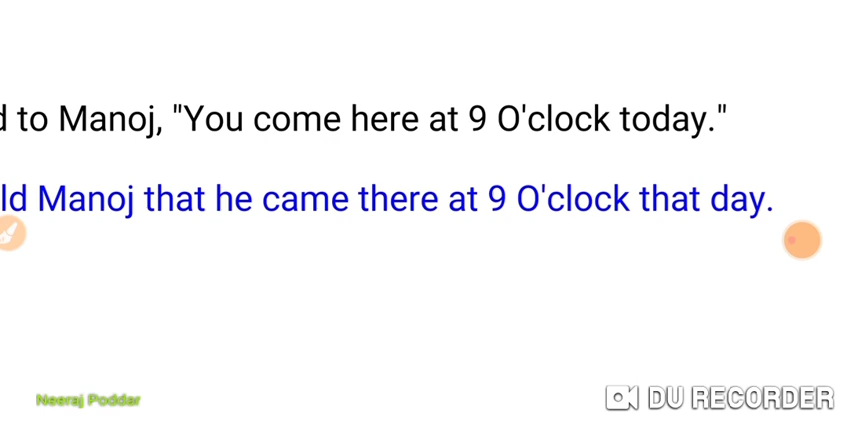 to Manoj, "You come here at 9 O'clock today."
Manoj that he came there at 9 O'clock that day.
Neeraj Poddar
DU RECORDER